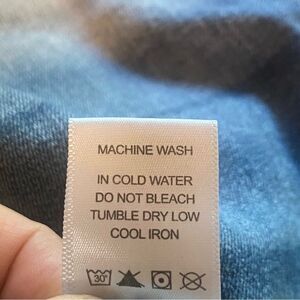 MACHINE WASH
IN COLD WATER
DO NOT BLEACH
TUMBLE DRY LOW
COOL IRON
30°